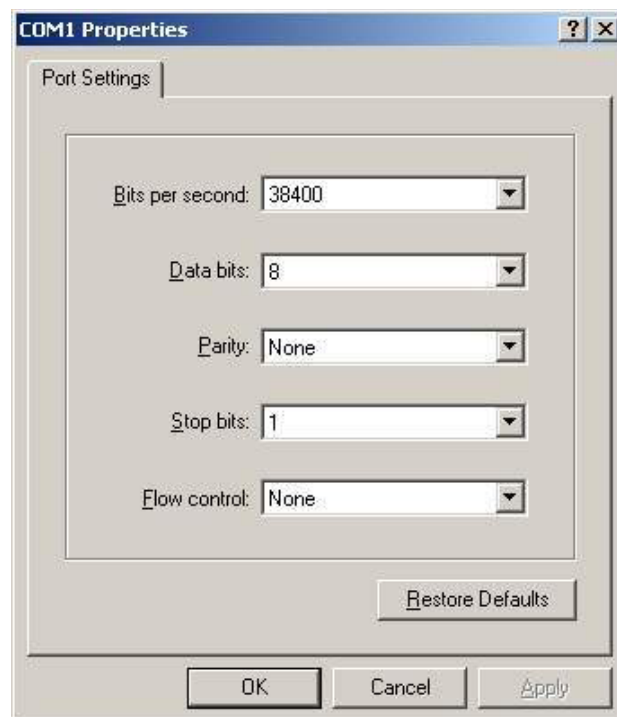 COM1 Properties
Port Settings
Bits per second: 38400
Data bits: 8
Parity: None
Stop bits: 1
Flow control: None
Restore Defaults
OK Cancel Apply